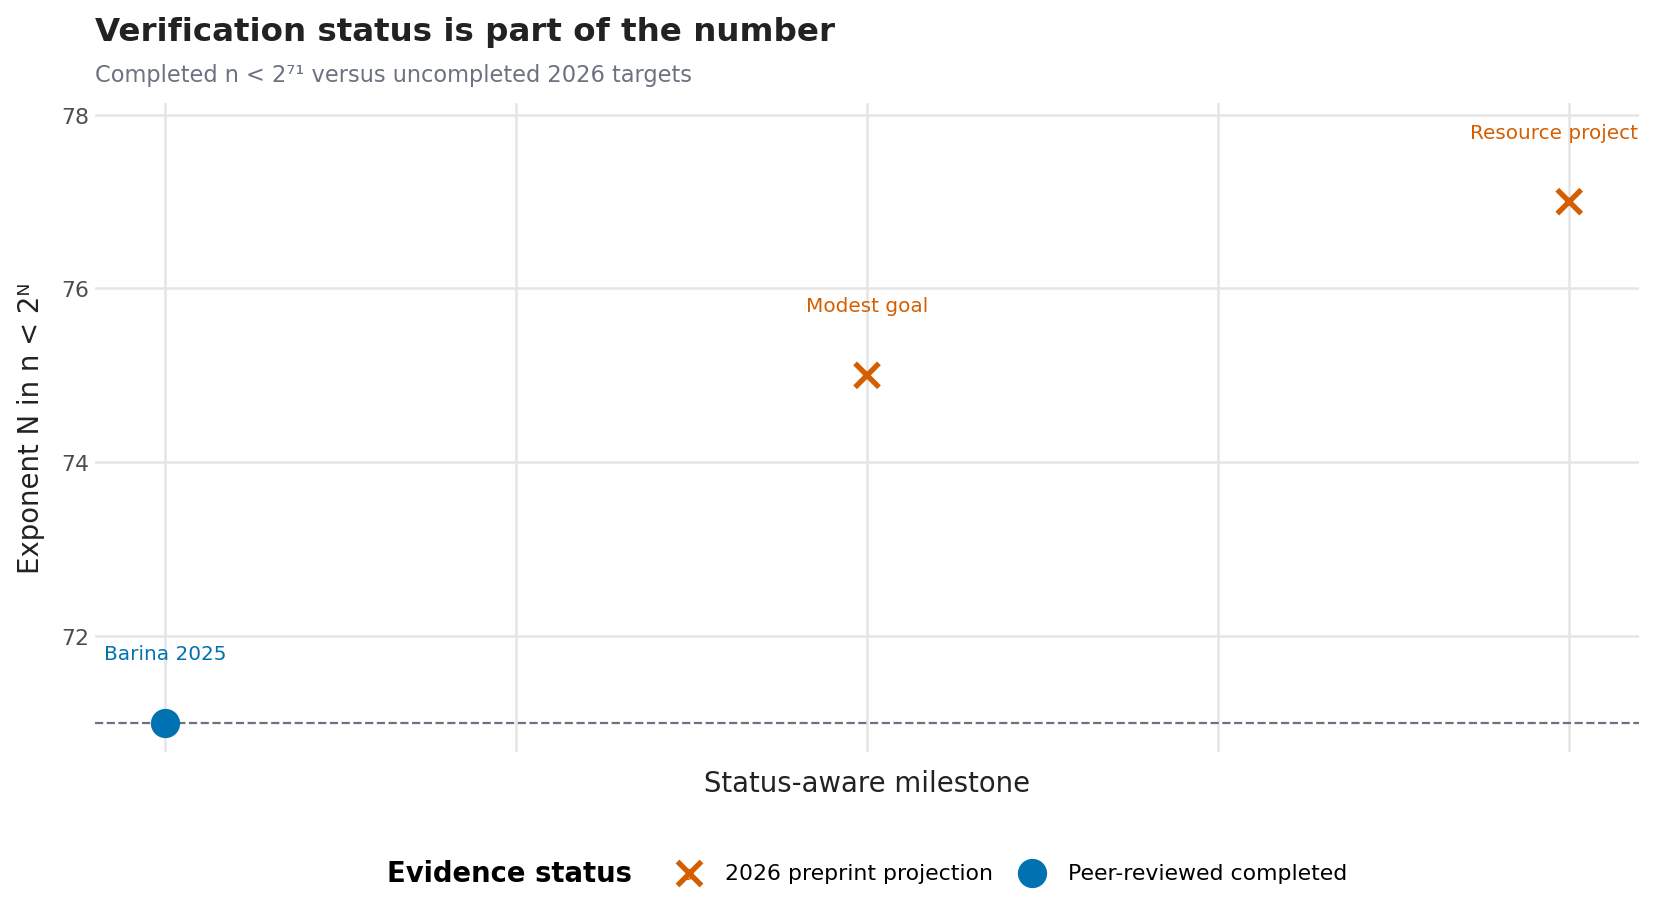 Verification status is part of the number
Completed n < 2⁷¹ versus uncompleted 2026 targets
78
Resource project
76
Modest goal
74
72
Barina 2025
Exponent N in n < 2ᴺ
Status-aware milestone
Evidence status
2026 preprint projection
Peer-reviewed completed